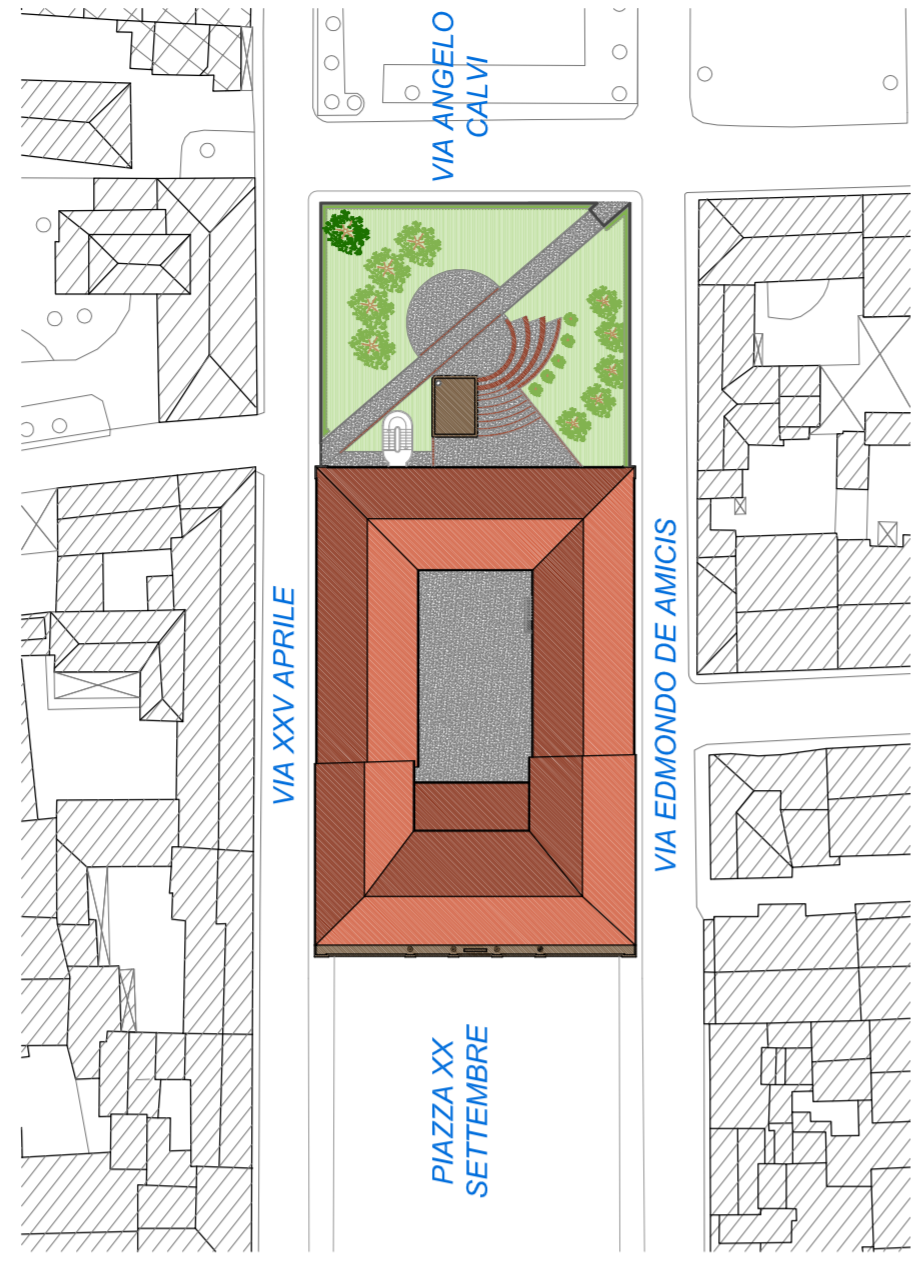 VIA ANGELO
CALVI
VIA XXV APRILE
VIA EDMONDO DE AMICIS
PIAZZA XX
SETTEMBRE